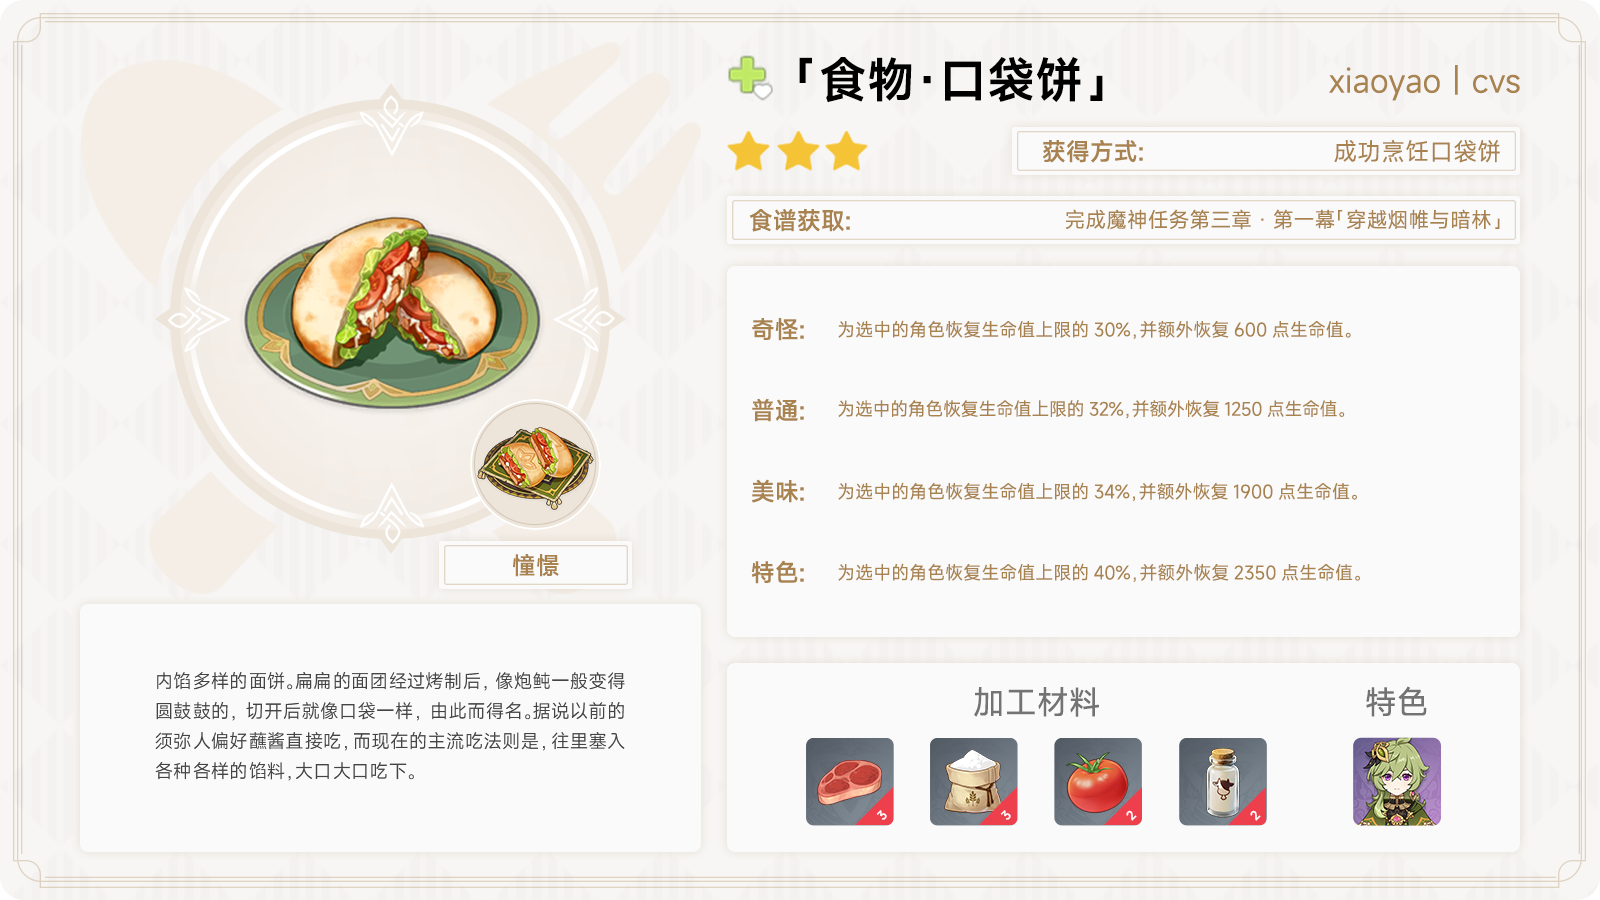 「食物·口袋饼」
xiaoyao | cvs
获得方式: 成功烹饪口袋饼
食谱获取: 完成魔神任务第三章 · 第一幕「穿越烟帷与暗林」
奇怪: 为选中的角色恢复生命值上限的 30%,并额外恢复 600 点生命值。
普通: 为选中的角色恢复生命值上限的 32%,并额外恢复 1250 点生命值。
美味: 为选中的角色恢复生命值上限的 34%,并额外恢复 1900 点生命值。
特色: 为选中的角色恢复生命值上限的 40%,并额外恢复 2350 点生命值。
憧憬
内馅多样的面饼。扁扁的面团经过烤制后，像炮鲀一般变得
圆鼓鼓的，切开后就像口袋一样，由此而得名。据说以前的
须弥人偏好蘸酱直接吃,而现在的主流吃法则是，往里塞入
各种各样的馅料,大口大口吃下。
加工材料 特色
3 3 2 2